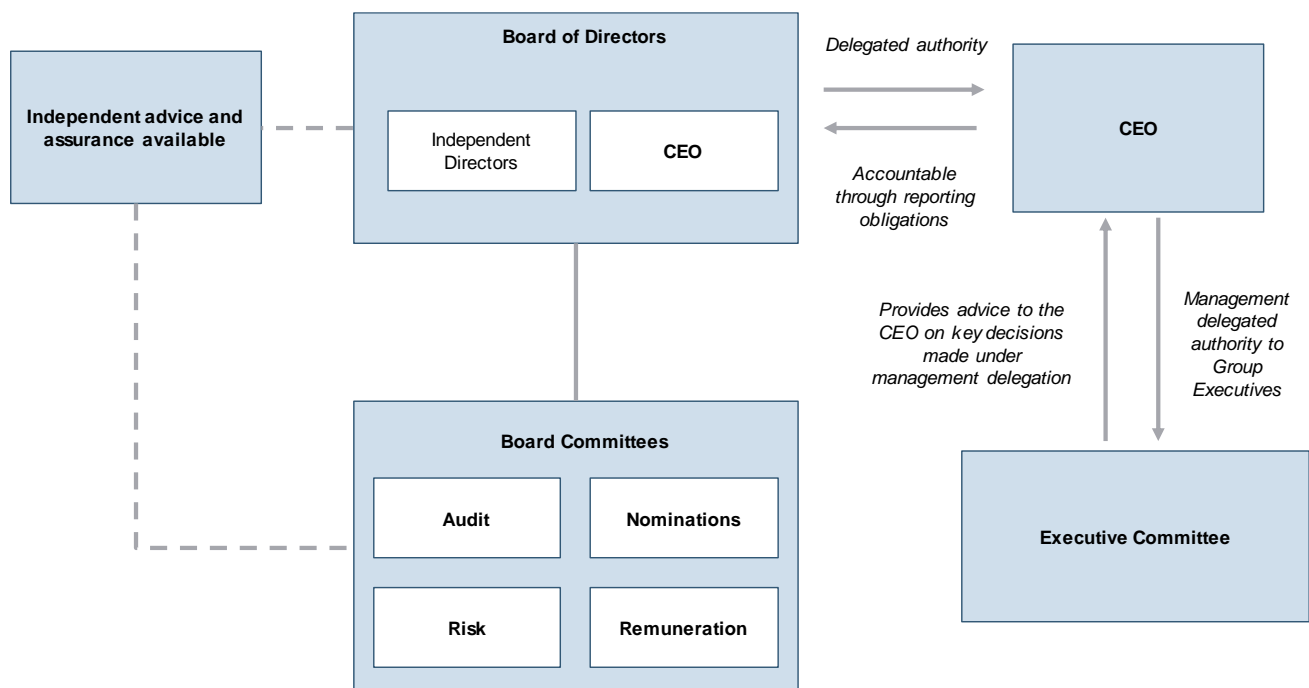 Board of Directors
Independent
Directors
CEO
Independent advice and
assurance available
Delegated authority
Accountable
through reporting
obligations
CEO
Provides advice to the
CEO on key decisions
made under
management delegation
Management
delegated
authority to
Group
Executives
Board Committees
Audit
Nominations
Risk
Remuneration
Executive Committee